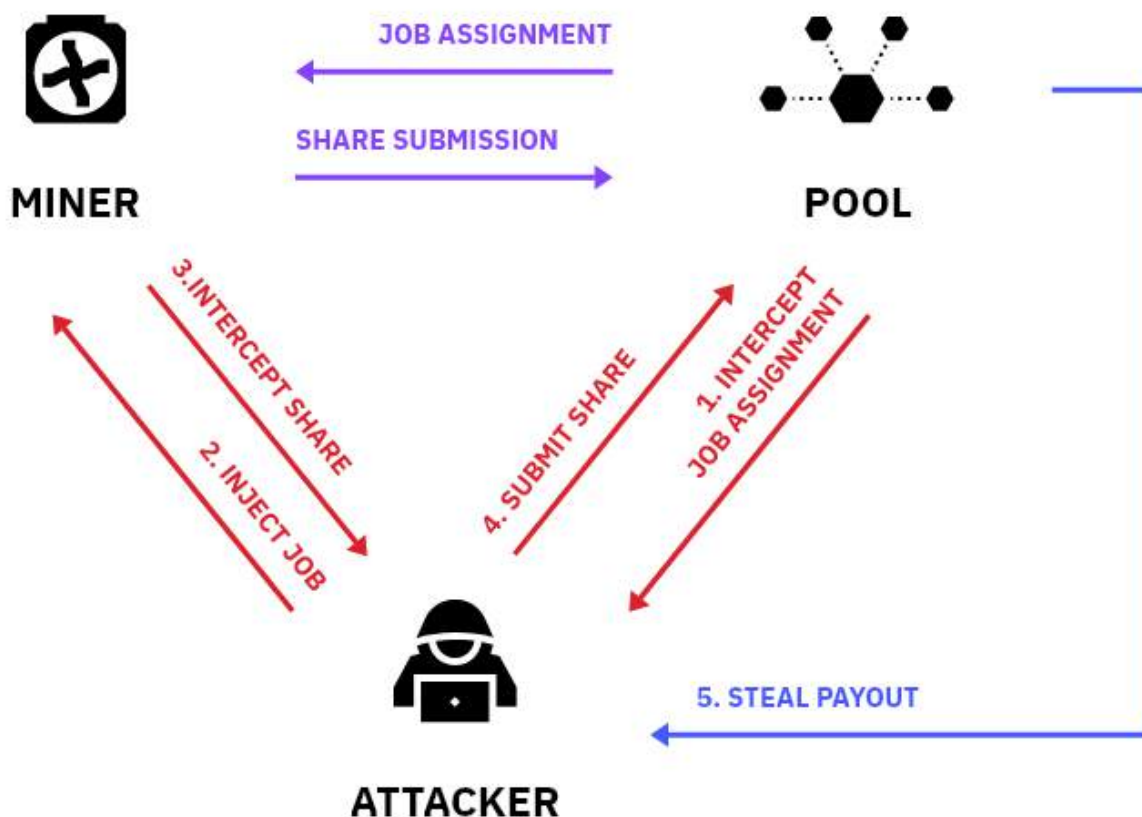 JOB ASSIGNMENT
SHARE SUBMISSION
MINER
POOL
3.INTERCEPT SHARE
2. INJECT JOB
4. SUBMIT SHARE
1. INTERCEPT
JOB ASSIGNMENT
5. STEAL PAYOUT
ATTACKER